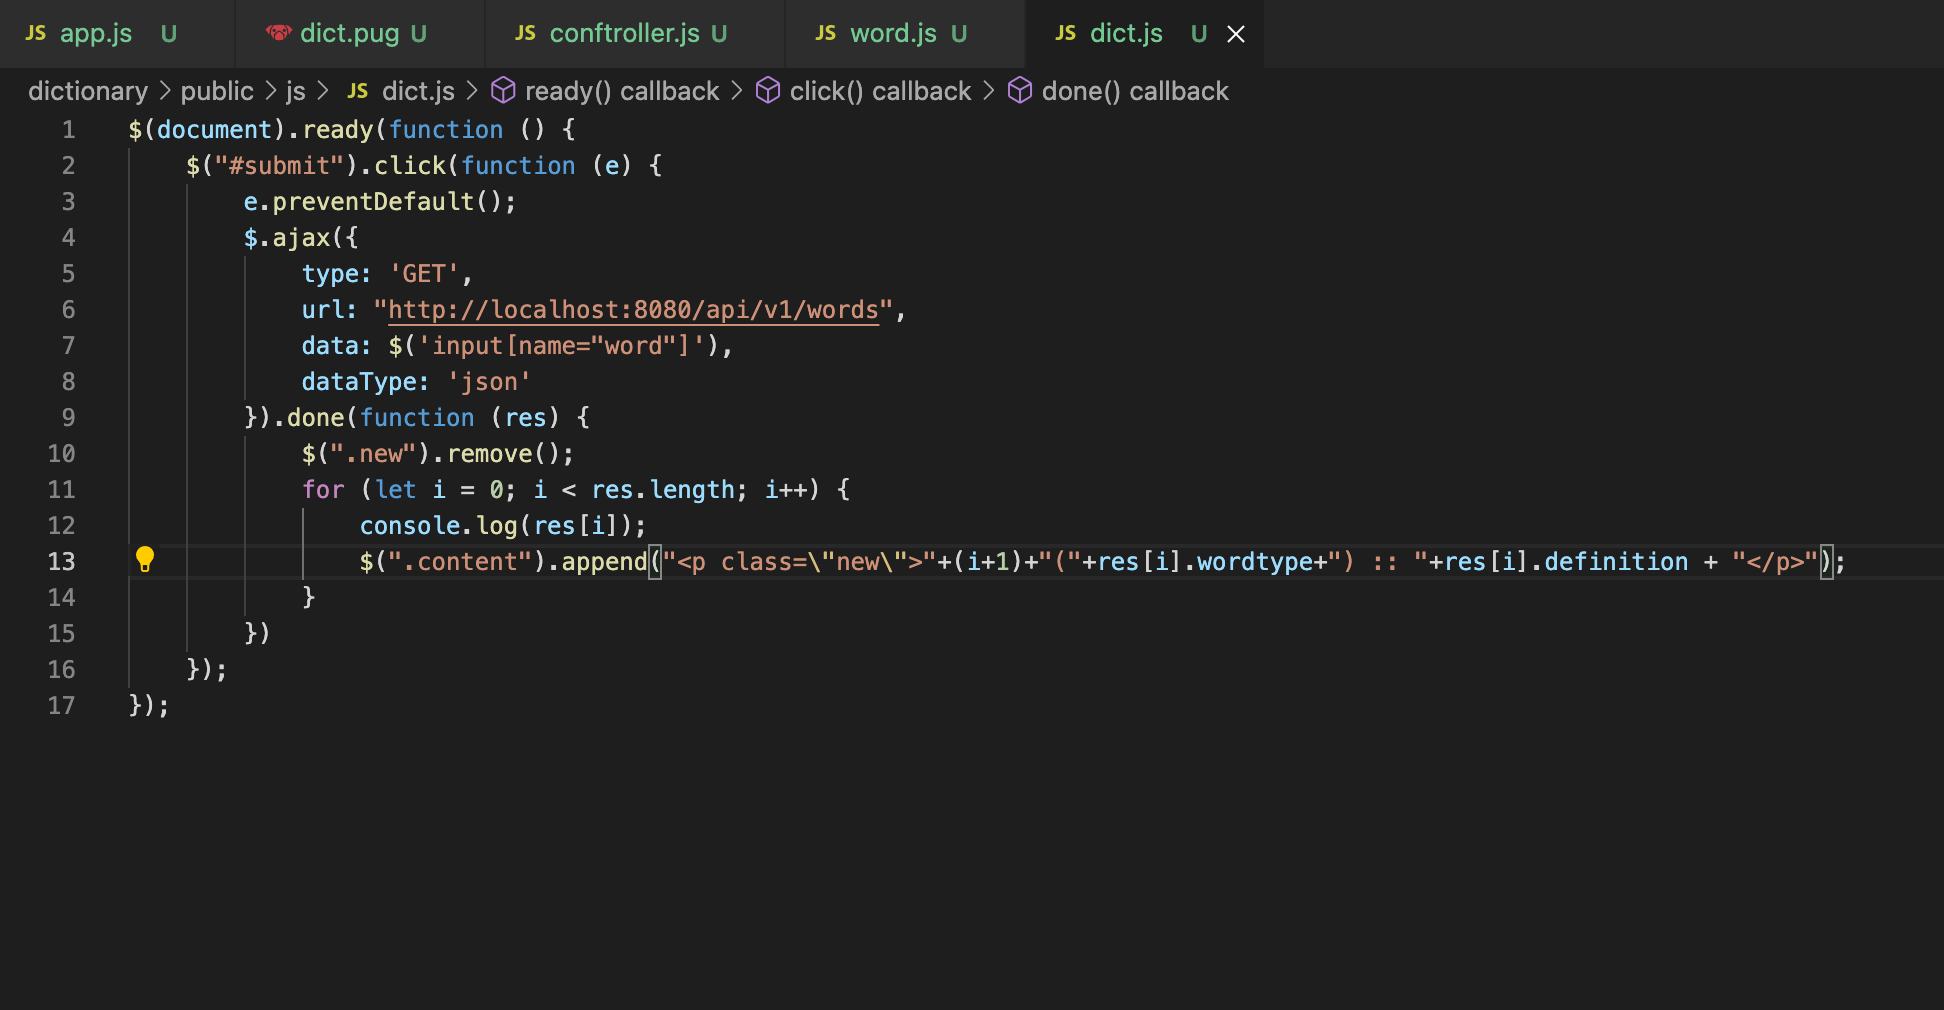 JS app.js U dict.pug U JS conftroller.js U JS word.js U JS dict.js U
dictionary > public > js > JS dict.js > ready() callback > click() callback > done() callback
1 $(document).ready(function () {
2 $("#submit").click(function (e) {
3 e.preventDefault();
4 $.ajax({
5 type: 'GET',
6 url: "http://localhost:8080/api/v1/words",
7 data: $('input[name="word"]'),
8 dataType: 'json'
9 }).done(function (res) {
10 $(".new").remove();
11 for (let i = 0; i < res.length; i++) {
12 console.log(res[i]);
13 $(".content").append("<p class=\"new\">"+(i+1)+"("+res[i].wordtype+") :: "+res[i].definition + "</p>");
14 }
15 })
16 });
17 });